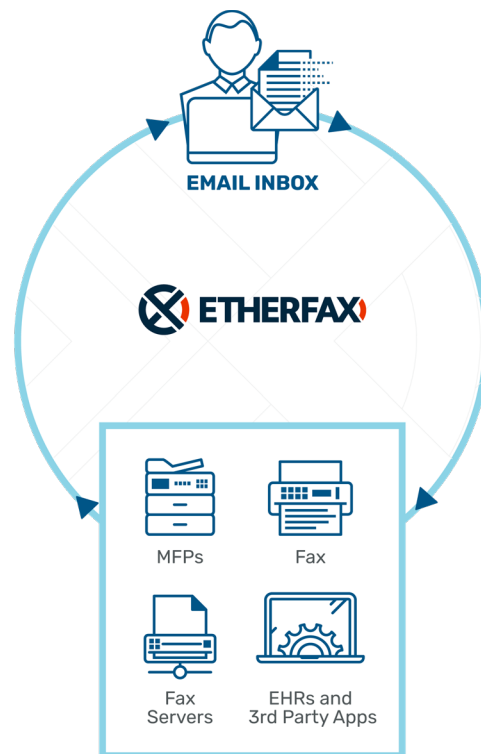 EMAIL INBOX
ETHERFAX
MFPs
Fax
Fax
Servers
EHRs and
3rd Party Apps